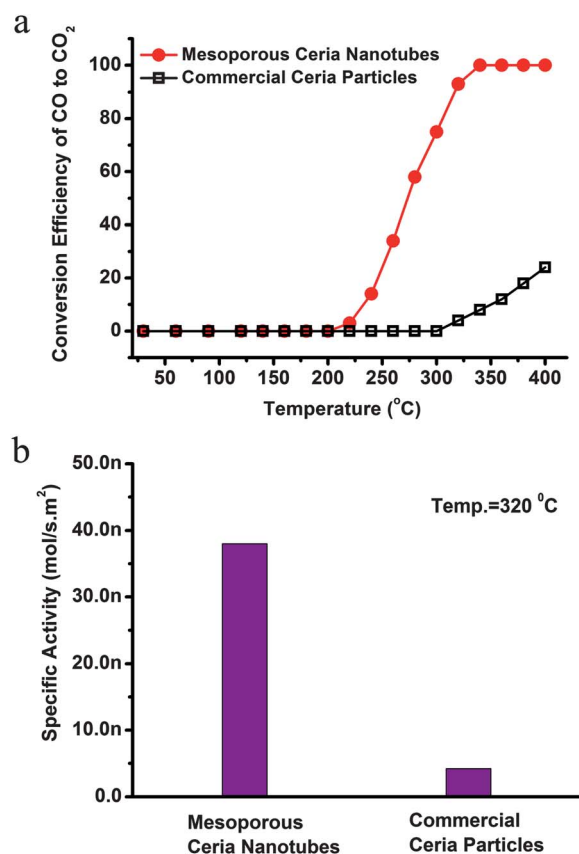 a
Mesoporous Ceria Nanotubes
Commercial Ceria Particles
Conversion Efficiency of CO to CO₂
100
80
60
40
20
0
50 100 150 200 250 300 350 400
Temperature (°C)
b
Specific Activity (mol/s.m²)
50.0n
40.0n
30.0n
20.0n
10.0n
0.0
Temp.=320 ⁰C
Mesoporous
Ceria Nanotubes
Commercial
Ceria Particles